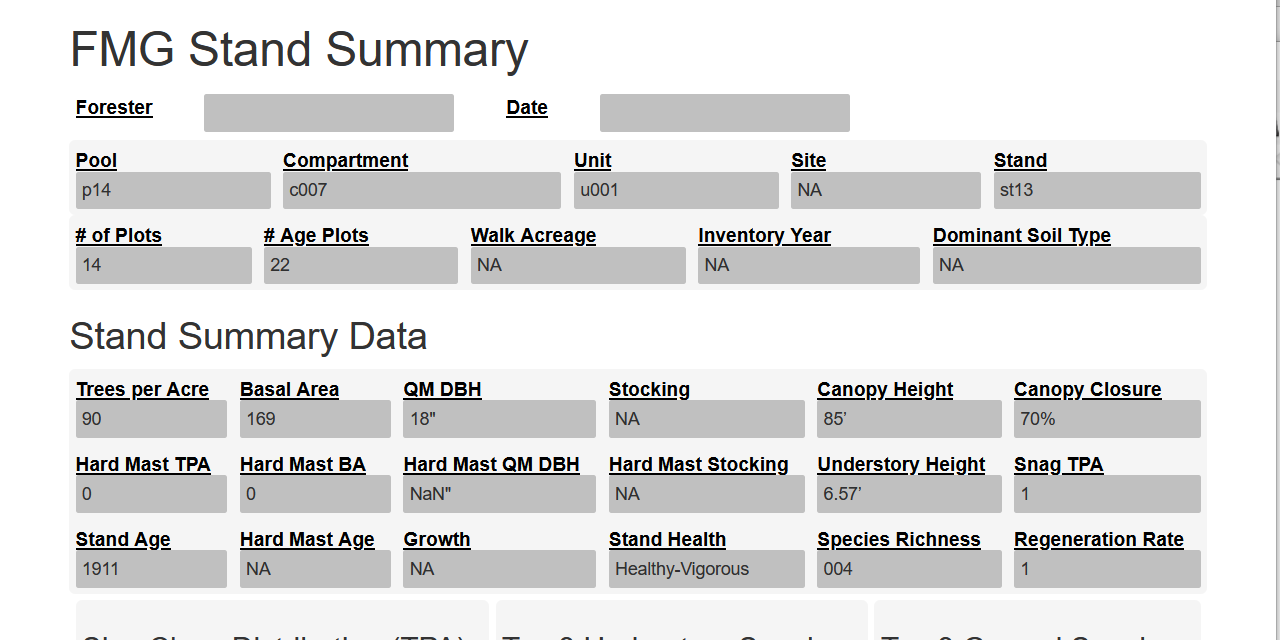 FMG Stand Summary
Forester Date
Pool Compartment Unit Site Stand
p14 c007 u001 NA st13
# of Plots # Age Plots Walk Acreage Inventory Year Dominant Soil Type
14 22 NA NA NA
Stand Summary Data
Trees per Acre Basal Area QM DBH Stocking Canopy Height Canopy Closure
90 169 18" NA 85’ 70%
Hard Mast TPA Hard Mast BA Hard Mast QM DBH Hard Mast Stocking Understory Height Snag TPA
0 0 NaN" NA 6.57’ 1
Stand Age Hard Mast Age Growth Stand Health Species Richness Regeneration Rate
1911 NA NA Healthy-Vigorous 004 1